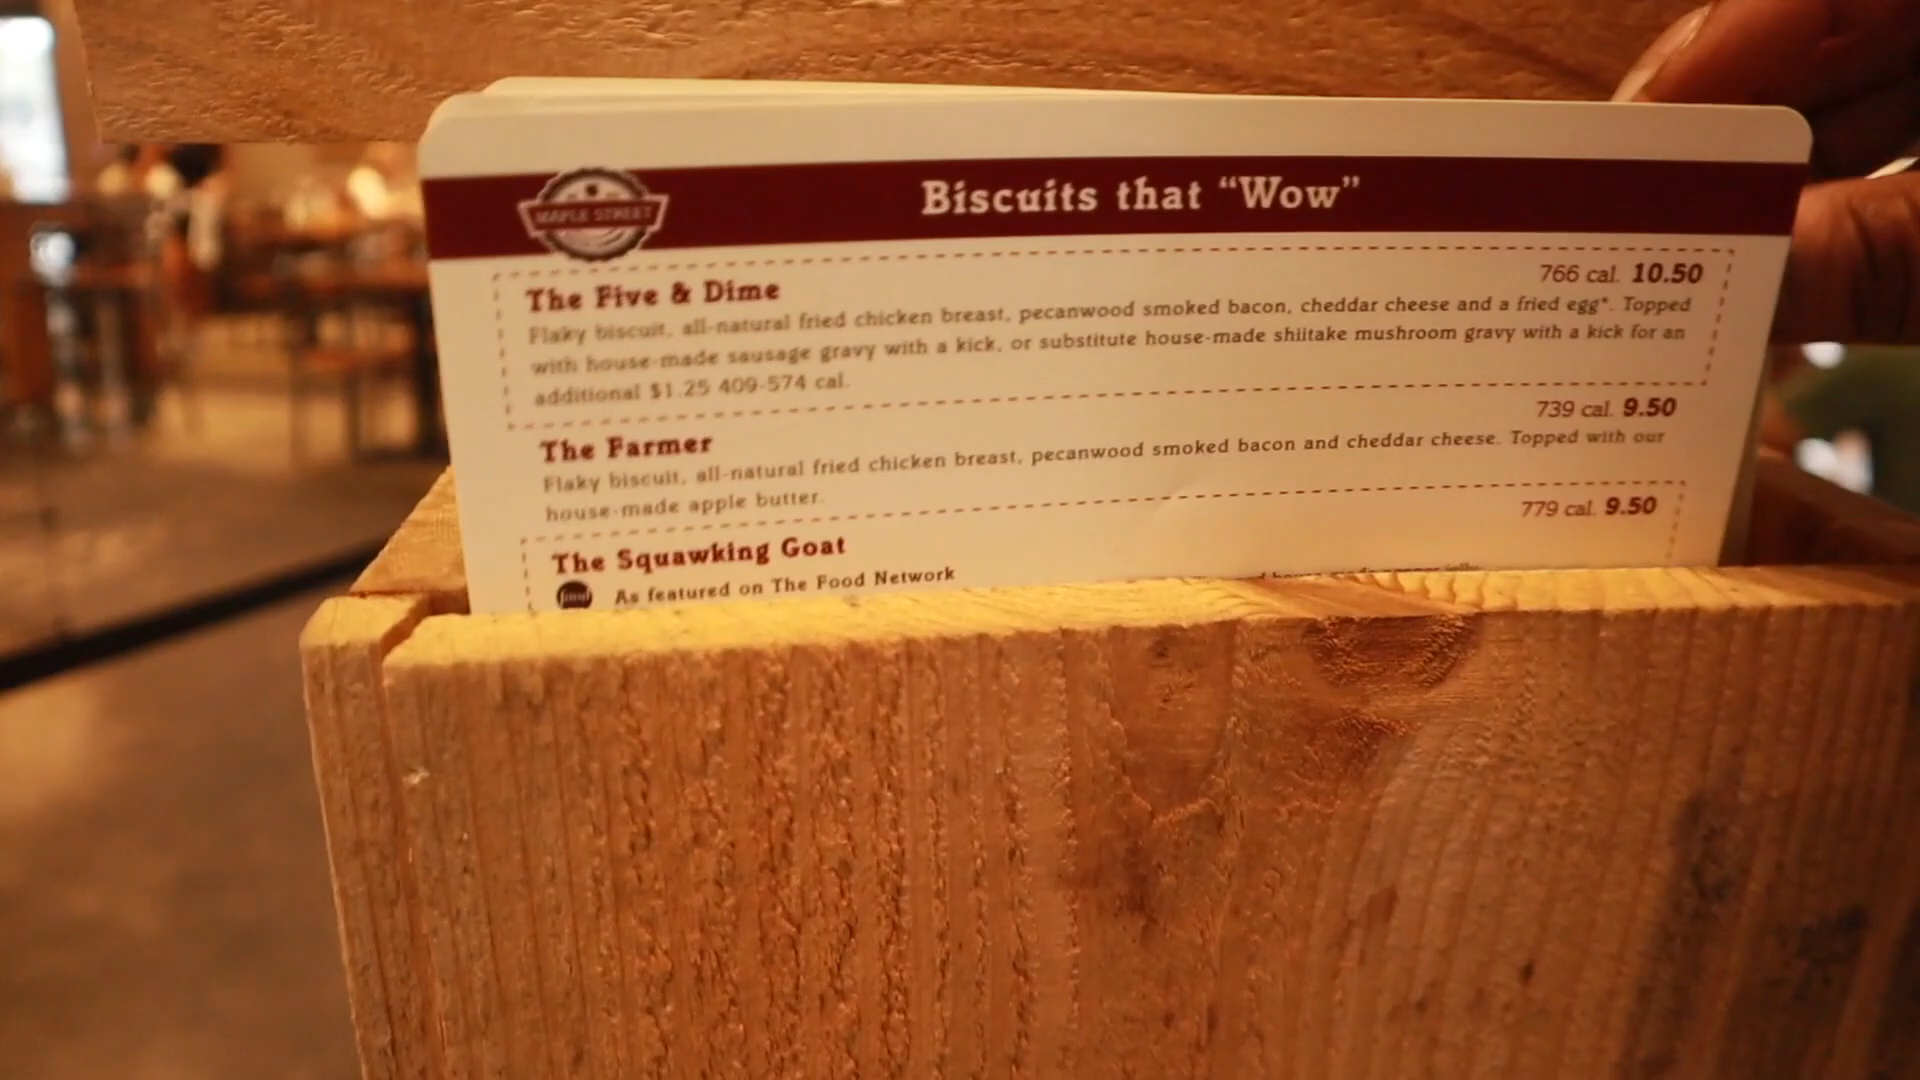 MAPLE STREET
Biscuits that “Wow”
The Five & Dime
766 cal. 10.50
Flaky biscuit, all-natural fried chicken breast, pecanwood smoked bacon, cheddar cheese and a fried egg*. Topped
with house-made sausage gravy with a kick, or substitute house-made shiitake mushroom gravy with a kick for an
additional $1.25 409-574 cal.
The Farmer
739 cal. 9.50
Flaky biscuit, all-natural fried chicken breast, pecanwood smoked bacon and cheddar cheese. Topped with our
house-made apple butter.
The Squawking Goat
779 cal. 9.50
food
As featured on The Food Network